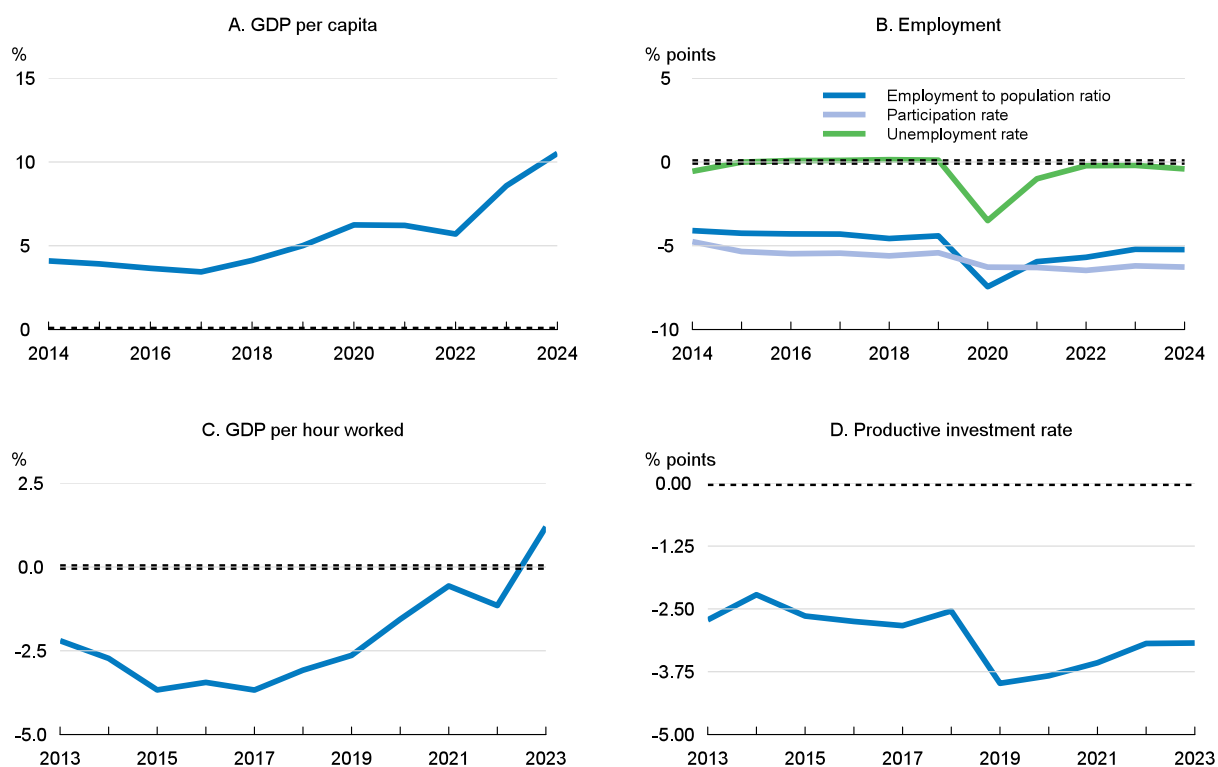 A. GDP per capita
%
15
10
5
0
2014 2016 2018 2020 2022 2024
B. Employment
% points
5
Employment to population ratio
Participation rate
Unemployment rate
0
-5
-10
2014 2016 2018 2020 2022 2024
C. GDP per hour worked
%
2.5
0.0
-2.5
-5.0
2013 2015 2017 2019 2021 2023
D. Productive investment rate
% points
0.00
-1.25
-2.50
-3.75
-5.00
2013 2015 2017 2019 2021 2023